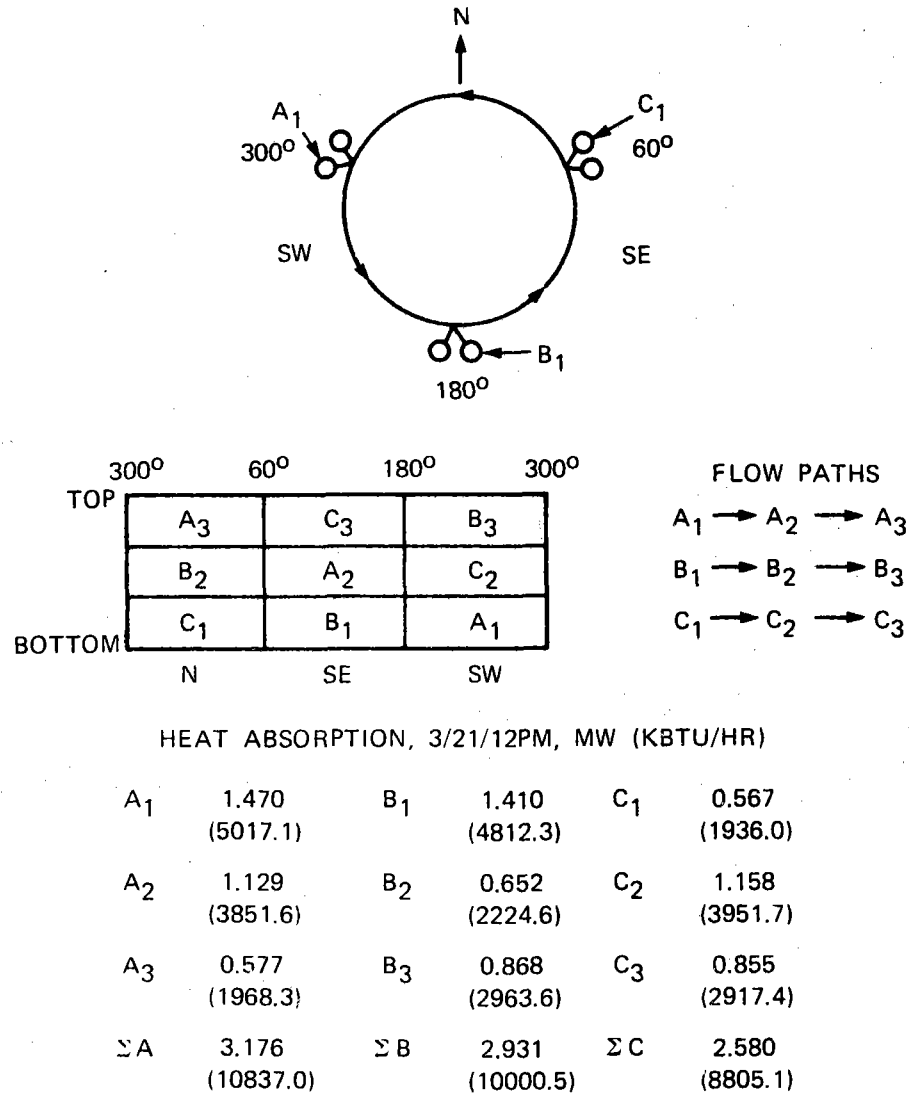 N
A₁ C₁
300° 60°
SW SE
B₁
180°
300° 60° 180° 300°
TOP
A₃ C₃ B₃
B₂ A₂ C₂
C₁ B₁ A₁
BOTTOM
N SE SW
FLOW PATHS
A₁ → A₂ → A₃
B₁ → B₂ → B₃
C₁ → C₂ → C₃
HEAT ABSORPTION, 3/21/12PM, MW (KBTU/HR)
A₁ 1.470 B₁ 1.410 C₁ 0.567
(5017.1) (4812.3) (1936.0)
A₂ 1.129 B₂ 0.652 C₂ 1.158
(3851.6) (2224.6) (3951.7)
A₃ 0.577 B₃ 0.868 C₃ 0.855
(1968.3) (2963.6) (2917.4)
ΣA 3.176 ΣB 2.931 ΣC 2.580
(10837.0) (10000.5) (8805.1)